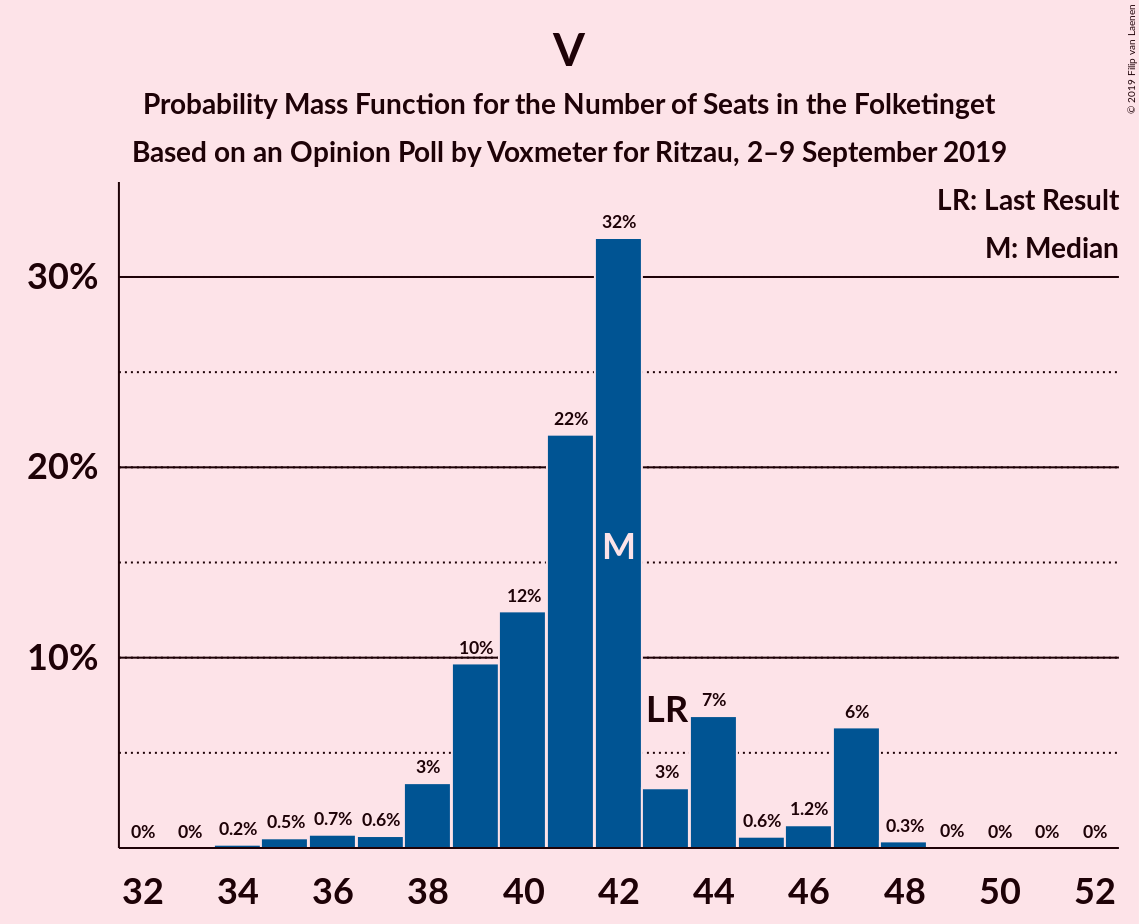 V
Probability Mass Function for the Number of Seats in the Folketinget
Based on an Opinion Poll by Voxmeter for Ritzau, 2–9 September 2019
© 2019 Filip van Laenen
LR: Last Result
M: Median
30%
20%
10%
0%
0%
0.2%
0.5%
0.7%
0.6%
3%
10%
12%
22%
32%
M
LR
3%
7%
0.6%
1.2%
6%
0.3%
0%
0%
0%
0%
32 34 36 38 40 42 44 46 48 50 52